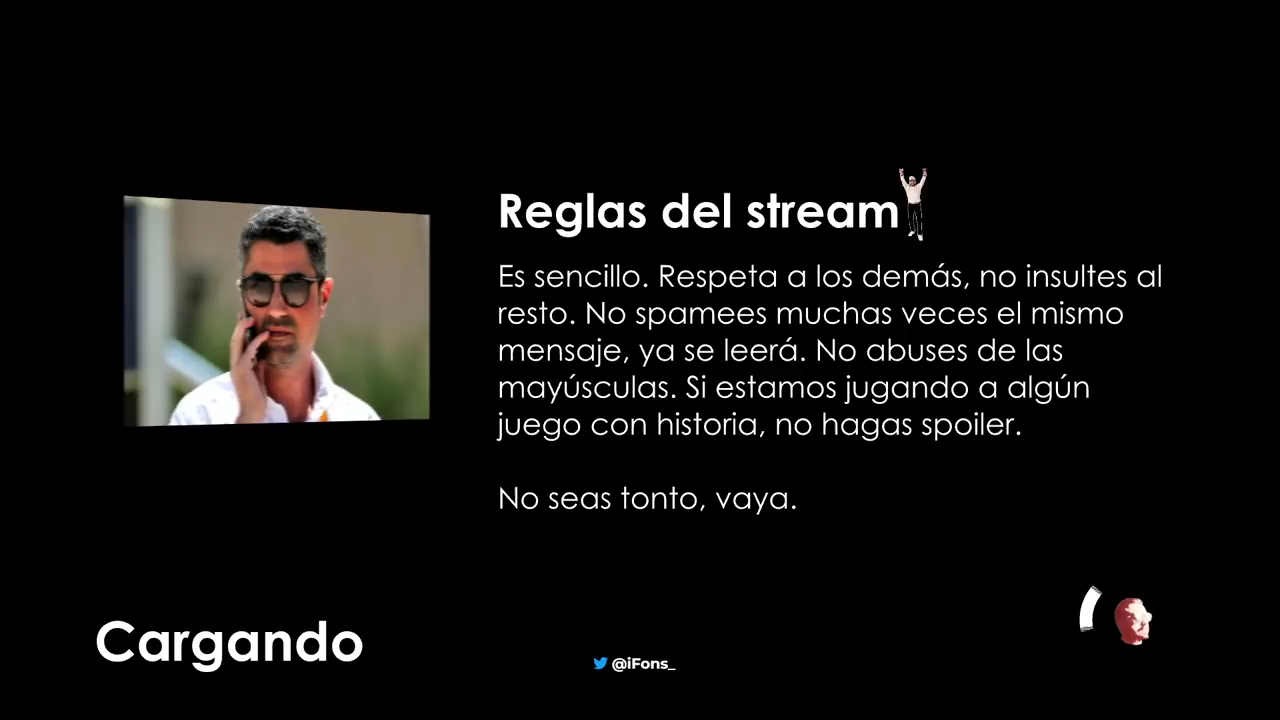 Reglas del stream
Es sencillo. Respeta a los demás, no insultes al
resto. No spamees muchas veces el mismo
mensaje, ya se leerá. No abuses de las
mayúsculas. Si estamos jugando a algún
juego con historia, no hagas spoiler.
No seas tonto, vaya.
Cargando
@iFons_